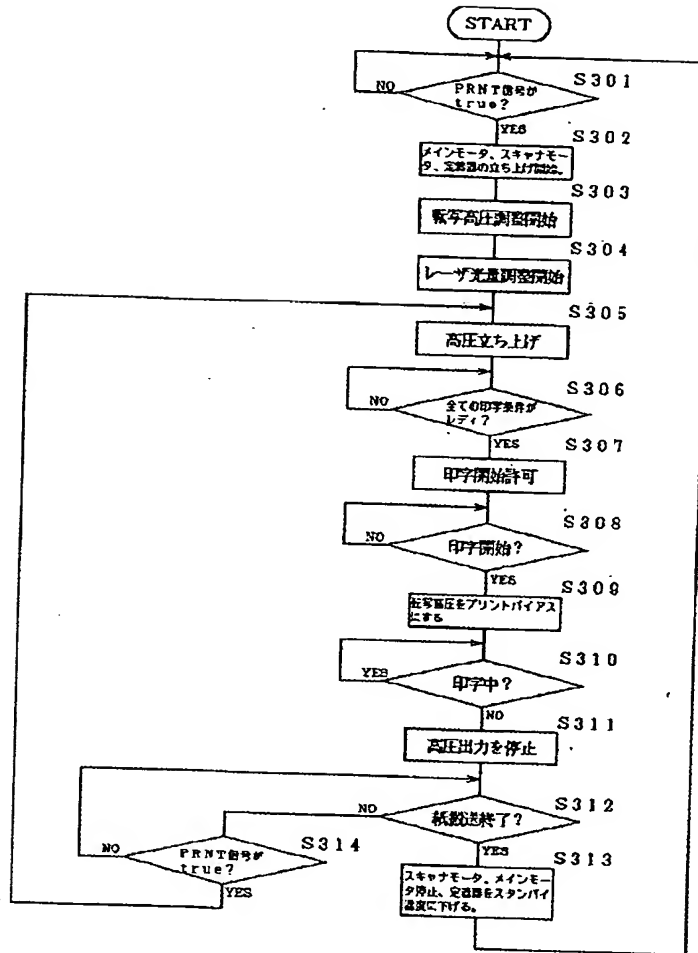 START
S301
NO
PRNT信号が
true?
YES
S302
メインモータ、スキャナモー
タ、定着器の立ち上げ開始。
S303
転写高圧調整開始
S304
レーザ光量調整開始
S305
高圧立ち上げ
S306
NO
全ての印字条件が
レディ?
YES
S307
印字開始許可
S308
NO
印字開始?
YES
S309
転写高圧をプリントバイアス
にする
S310
YES
印字中?
NO
S311
高圧出力を停止
S312
NO
紙搬送終了?
YES
S313
スキャナモータ、メインモー
タ停止、定着器をスタンバイ
温度に下げる。
S314
NO
PRNT信号が
true?
YES